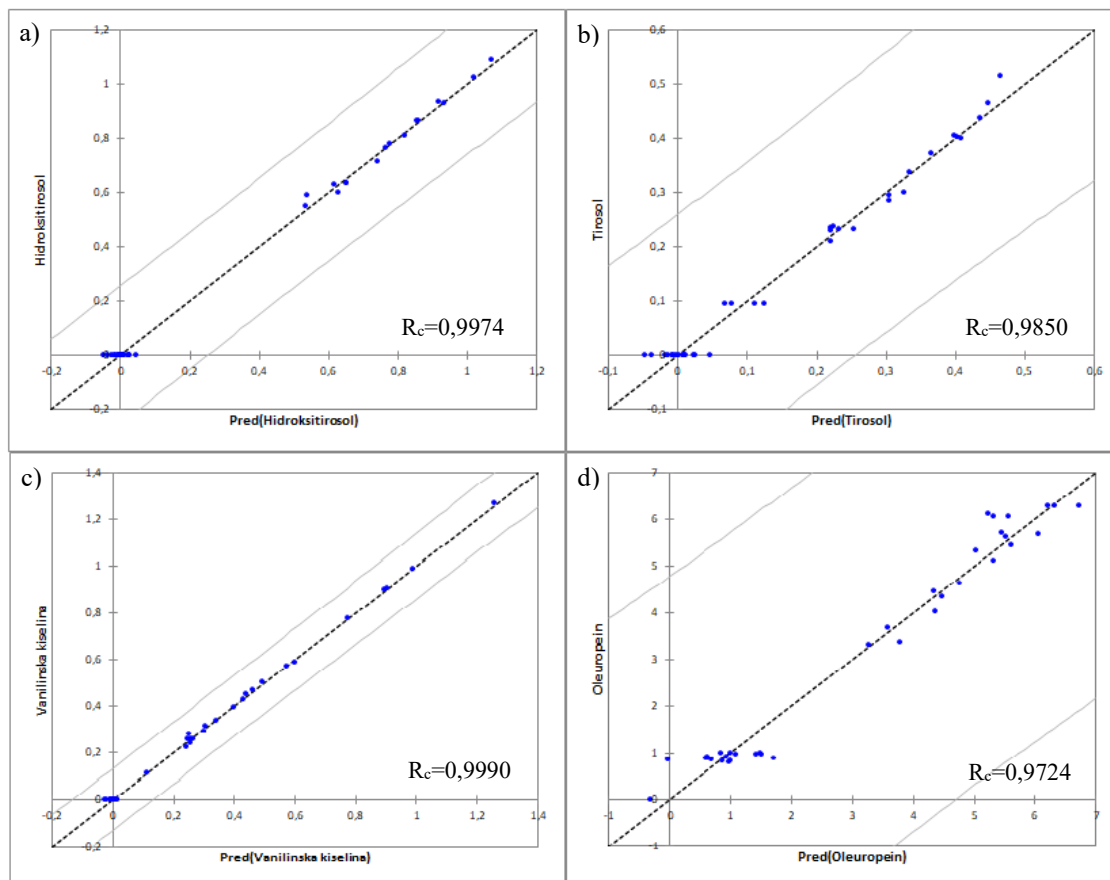 a)
1,2
1
0,8
0,6
0,4
0,2
0
-0,2
-0,2 0 0,2 0,4 0,6 0,8 1 1,2
Hidroksitirosol
Pred(Hidroksitirosol)
Rc=0,9974
b)
0,6
0,5
0,4
0,3
0,2
0,1
0
-0,1
-0,1 0 0,1 0,2 0,3 0,4 0,5 0,6
Tirosol
Pred(Tirosol)
Rc=0,9850
c)
1,4
1,2
1
0,8
0,6
0,4
0,2
0
-0,2
-0,2 0 0,2 0,4 0,6 0,8 1 1,2 1,4
Vanilinska kiselina
Pred(Vanilinska kiselina)
Rc=0,9990
d)
7
6
5
4
3
2
1
0
-1
-1 0 1 2 3 4 5 6 7
Oleuropein
Pred(Oleuropein)
Rc=0,9724